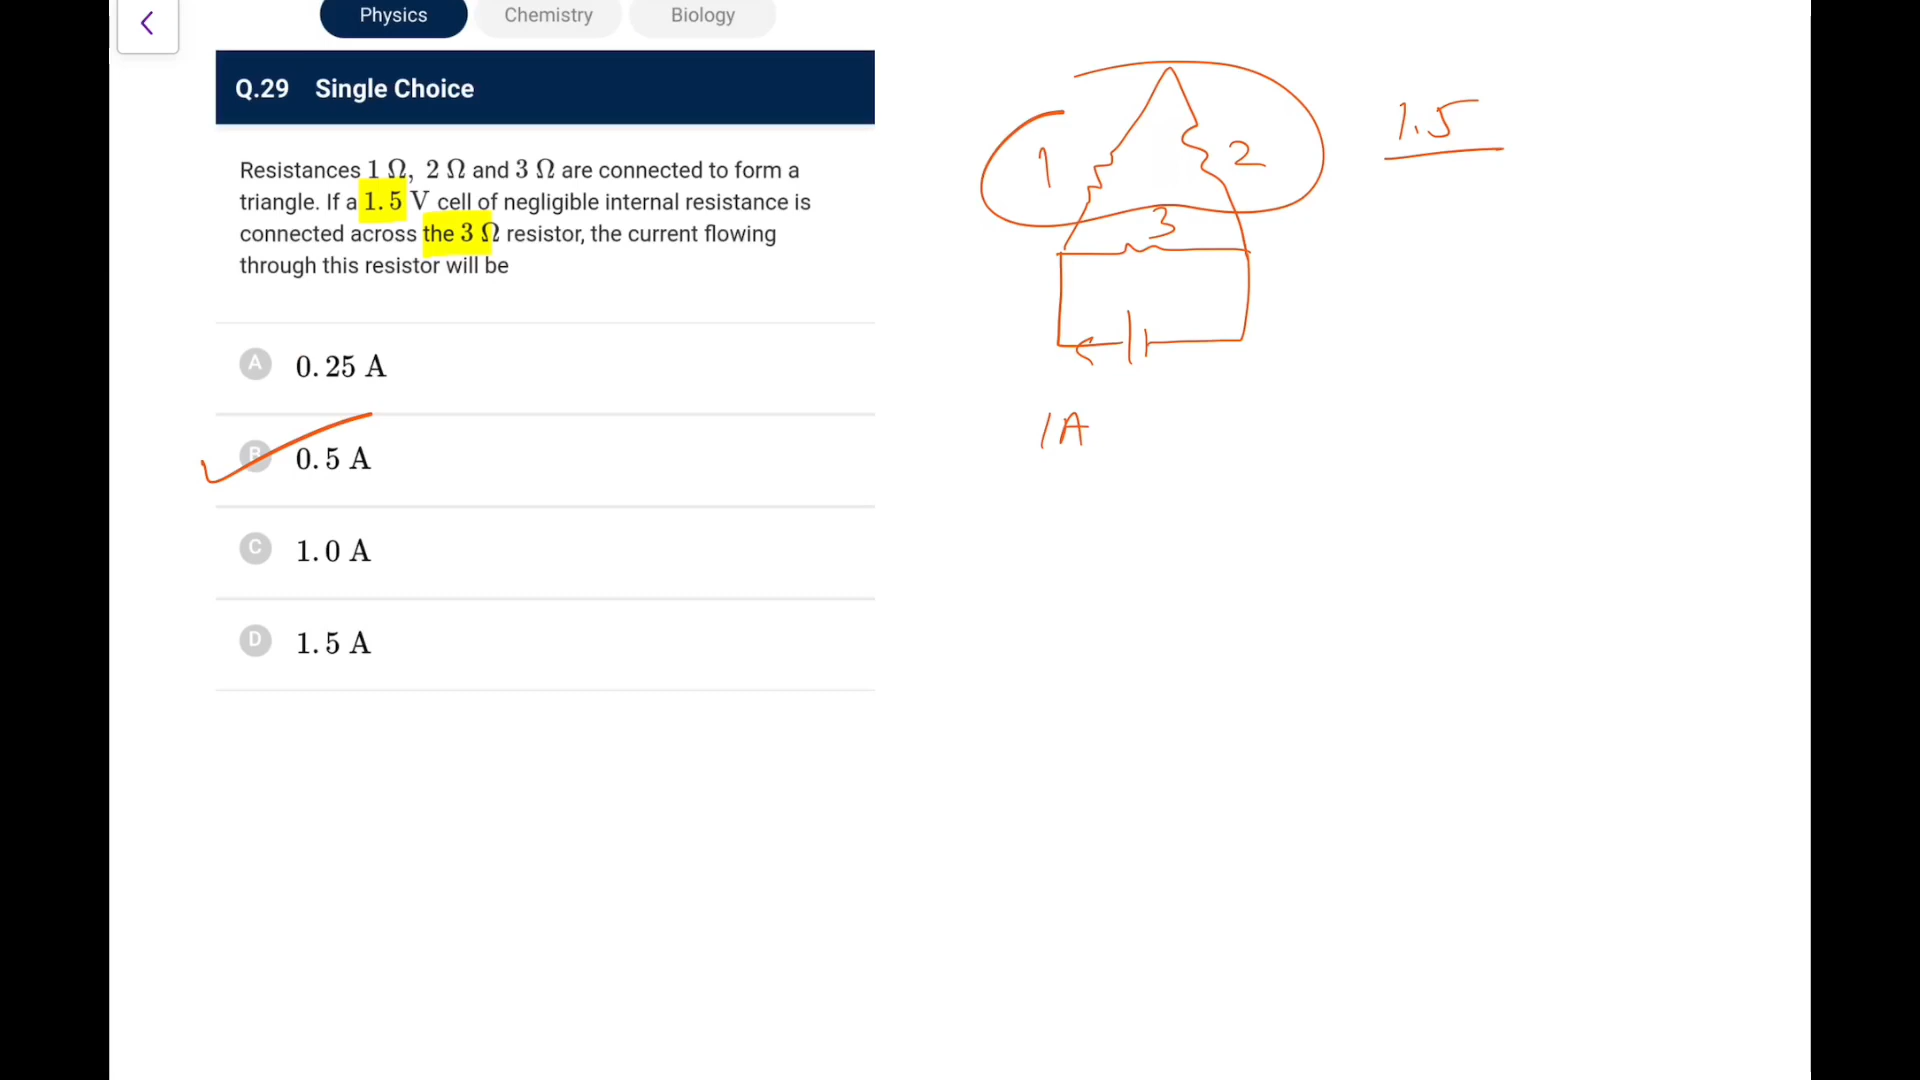 Physics Chemistry Biology
Q.29 Single Choice
Resistances 1 Ω, 2 Ω and 3 Ω are connected to form a
triangle. If a 1.5 V cell of negligible internal resistance is
connected across the 3 Ω resistor, the current flowing
through this resistor will be
A 0.25 A
B 0.5 A
C 1.0 A
D 1.5 A
1
2
3
1.5
1A